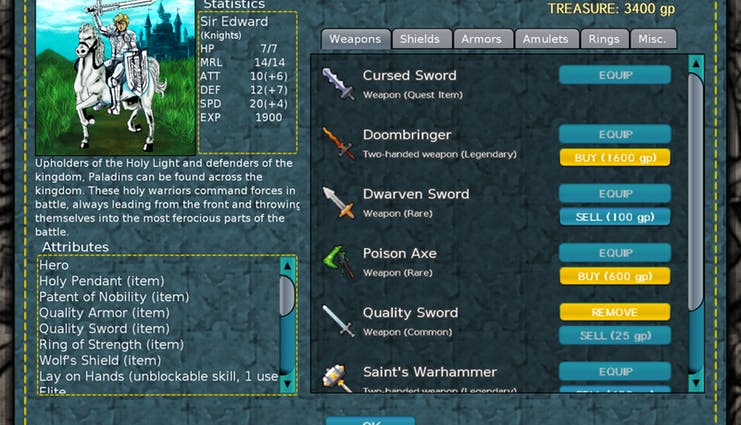 Statistics
TREASURE: 3400 gp
Sir Edward
(Knights)
HP 7/7
MRL 14/14
ATT 10(+6)
DEF 12(+7)
SPD 20(+4)
EXP 1900
Upholders of the Holy Light and defenders of the
kingdom, Paladins can be found across the
kingdom. These holy warriors command forces in
battle, always leading from the front and throwing
themselves into the most ferocious parts of the
battle.
Attributes
Hero
Holy Pendant (item)
Patent of Nobility (item)
Quality Armor (item)
Quality Sword (item)
Ring of Strength (item)
Wolf's Shield (item)
Lay on Hands (unblockable skill, 1 use
Elite
Weapons Shields Armors Amulets Rings Misc.
Cursed Sword
EQUIP
Weapon (Quest Item)
Doombringer
EQUIP
Two-handed weapon (Legendary)
BUY (1600 gp)
Dwarven Sword
EQUIP
Weapon (Rare)
SELL (100 gp)
Poison Axe
EQUIP
Weapon (Rare)
BUY (600 gp)
Quality Sword
REMOVE
Weapon (Common)
SELL (25 gp)
Saint's Warhammer
EQUIP
Two-handed weapon (Legendary)
OK